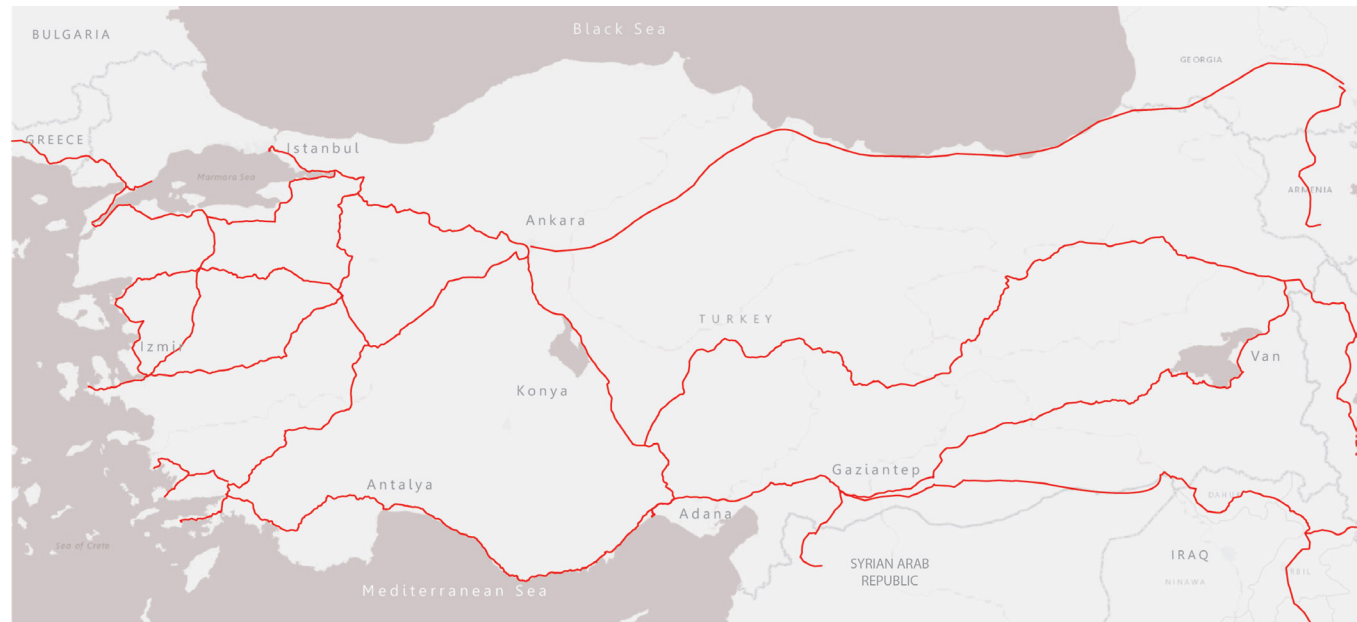 Black Sea
BULGARIA
GEORGIA
GREECE
Istanbul
Marmara Sea
ARMENIA
Ankara
TURKEY
Izmir
Van
Konya
Gaziantep
Antalya
Adana
Sea of Crete
IRAQ
SYRIAN ARAB
REPUBLIC
NINAWA
Mediterranean Sea